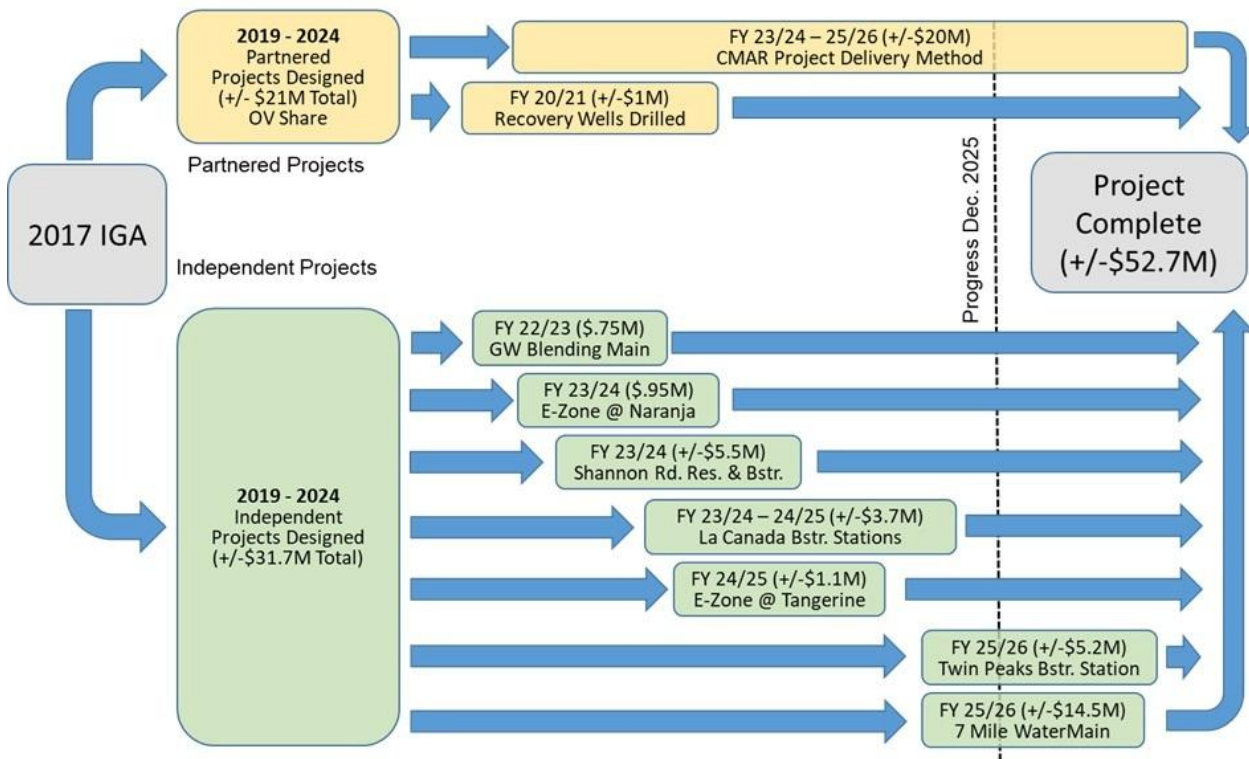 2017 IGA
2019 - 2024
Partnered
Projects Designed
(+/- $21M Total)
OV Share
Partnered Projects
FY 23/24 – 25/26 (+/-$20M)
CMAR Project Delivery Method
FY 20/21 (+/-$1M)
Recovery Wells Drilled
Independent Projects
2019 - 2024
Independent
Projects Designed
(+/-$31.7M Total)
FY 22/23 ($.75M)
GW Blending Main
FY 23/24 ($.95M)
E-Zone @ Naranja
FY 23/24 (+/-$5.5M)
Shannon Rd. Res. & Bstr.
FY 23/24 – 24/25 (+/-$3.7M)
La Canada Bstr. Stations
FY 24/25 (+/-$1.1M)
E-Zone @ Tangerine
FY 25/26 (+/-$5.2M)
Twin Peaks Bstr. Station
FY 25/26 (+/-$14.5M)
7 Mile WaterMain
Progress Dec. 2025
Project
Complete
(+/-$52.7M)